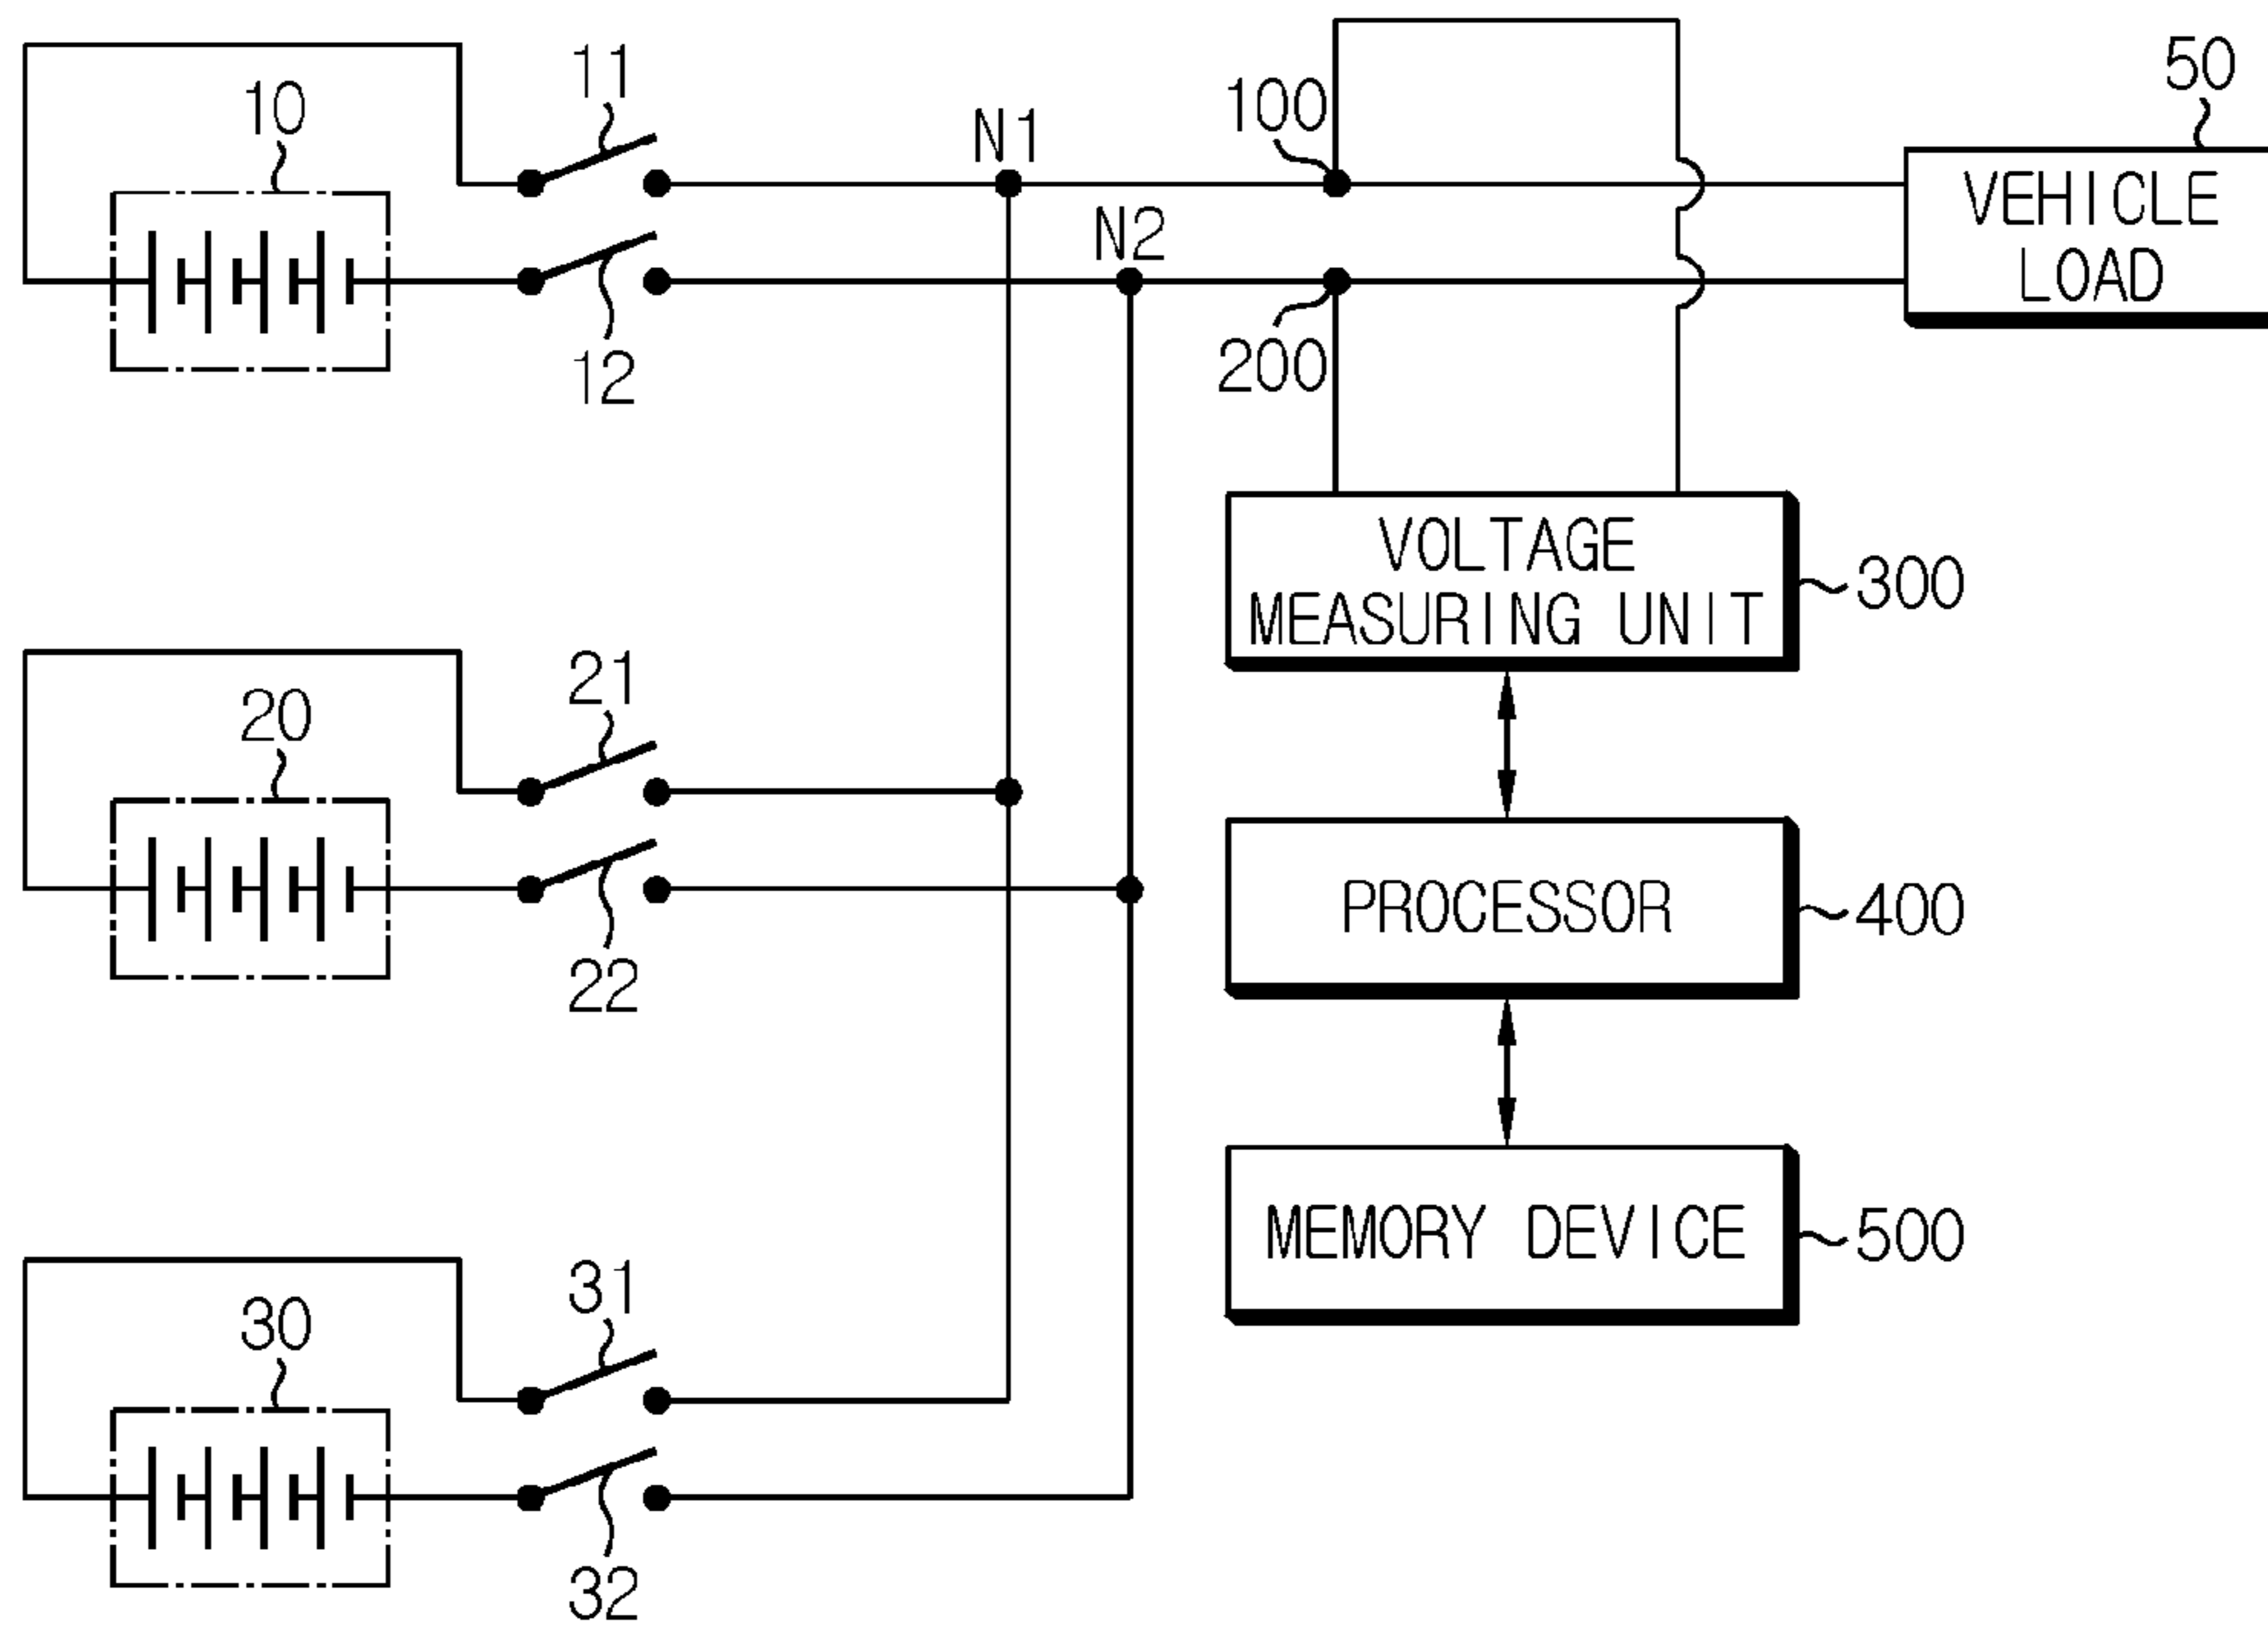 10
11
12
N1
N2
100
200
50
VEHICLE
LOAD
VOLTAGE
MEASURING UNIT
300
20
21
22
PROCESSOR
400
30
31
32
MEMORY DEVICE
500